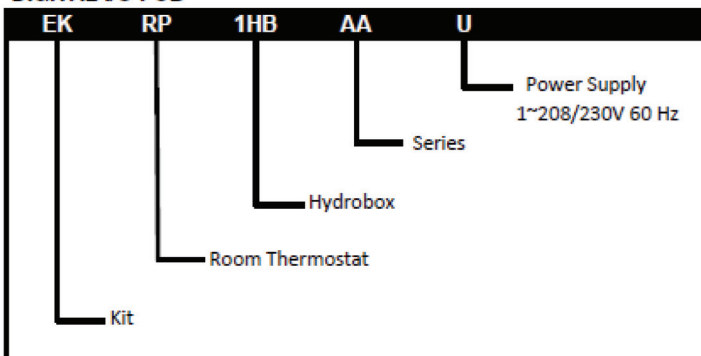 EK RP 1HB AA U
Power Supply
1~208/230V 60 Hz
Series
Hydrobox
Room Thermostat
Kit